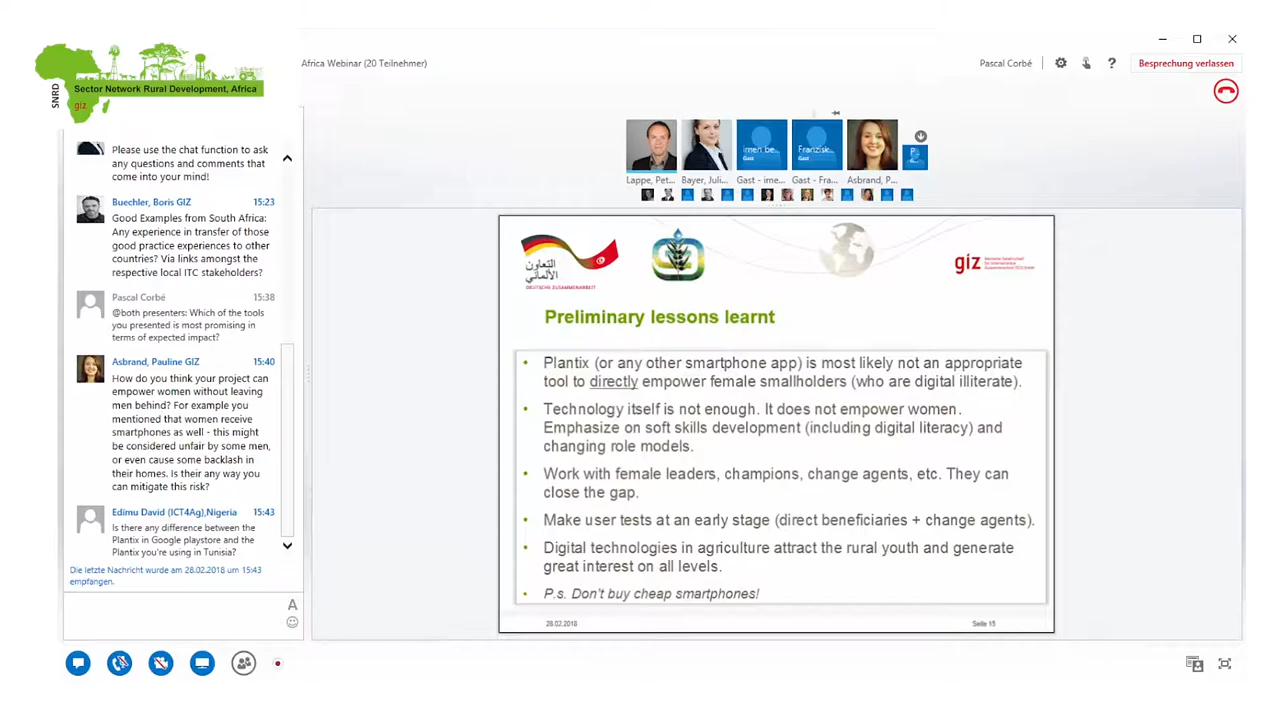 SNRD
Sector Network Rural Development, Africa
giz
Africa Webinar (20 Teilnehmer)
Pascal Corbé
?
Besprechung verlassen
Please use the chat function to ask
any questions and comments that
come into your mind!
Buechler, Boris GIZ 15:23
Good Examples from South Africa:
Any experience in transfer of those
good practice experiences to other
countries? Via links amongst the
respective local ITC stakeholders?
Pascal Corbé 15:38
@both presenters: Which of the tools
you presented is most promising in
terms of expected impact?
Asbrand, Pauline GIZ 15:40
How do you think your project can
empower women without leaving
men behind? For example you
mentioned that women receive
smartphones as well - this might
be considered unfair by some men,
or even cause some backlash in
their homes. Is their any way you
can mitigate this risk?
Edimu David (ICT4Ag),Nigeria 15:43
Is there any difference between the
Plantix in Google playstore and the
Plantix you're using in Tunisia?
Die letzte Nachricht wurde am 28.02.2018 um 15:43
empfangen.
A
imen be...
Gast
Franzisk...
Gast
P...
Lappe, Pet... Bayer, Juli... Gast - ime... Gast - Fra... Asbrand, P...
التعاون
الألماني
DEUTSCHE ZUSAMMENARBEIT
giz
Preliminary lessons learnt
• Plantix (or any other smartphone app) is most likely not an appropriate
tool to directly empower female smallholders (who are digital illiterate).
• Technology itself is not enough. It does not empower women.
Emphasize on soft skills development (including digital literacy) and
changing role models.
• Work with female leaders, champions, change agents, etc. They can
close the gap.
• Make user tests at an early stage (direct beneficiaries + change agents).
• Digital technologies in agriculture attract the rural youth and generate
great interest on all levels.
• P.s. Don't buy cheap smartphones!
28.02.2018 Seite 15